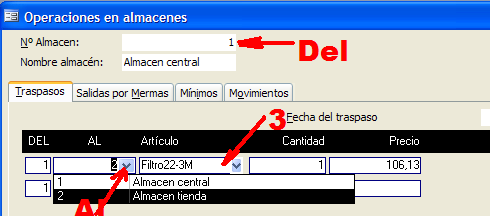 Operaciones en almacenes
Nº Almacen: 1
Del
Nombre almacén: Almacen central
Traspasos Salidas por Mermas Mínimos Movimientos
Fecha del traspaso
3
DEL AL Artículo Cantidad Precio
1 2 Filtro22-3M 1 106,13
1 1 Almacen central
2 Almacen tienda
Al